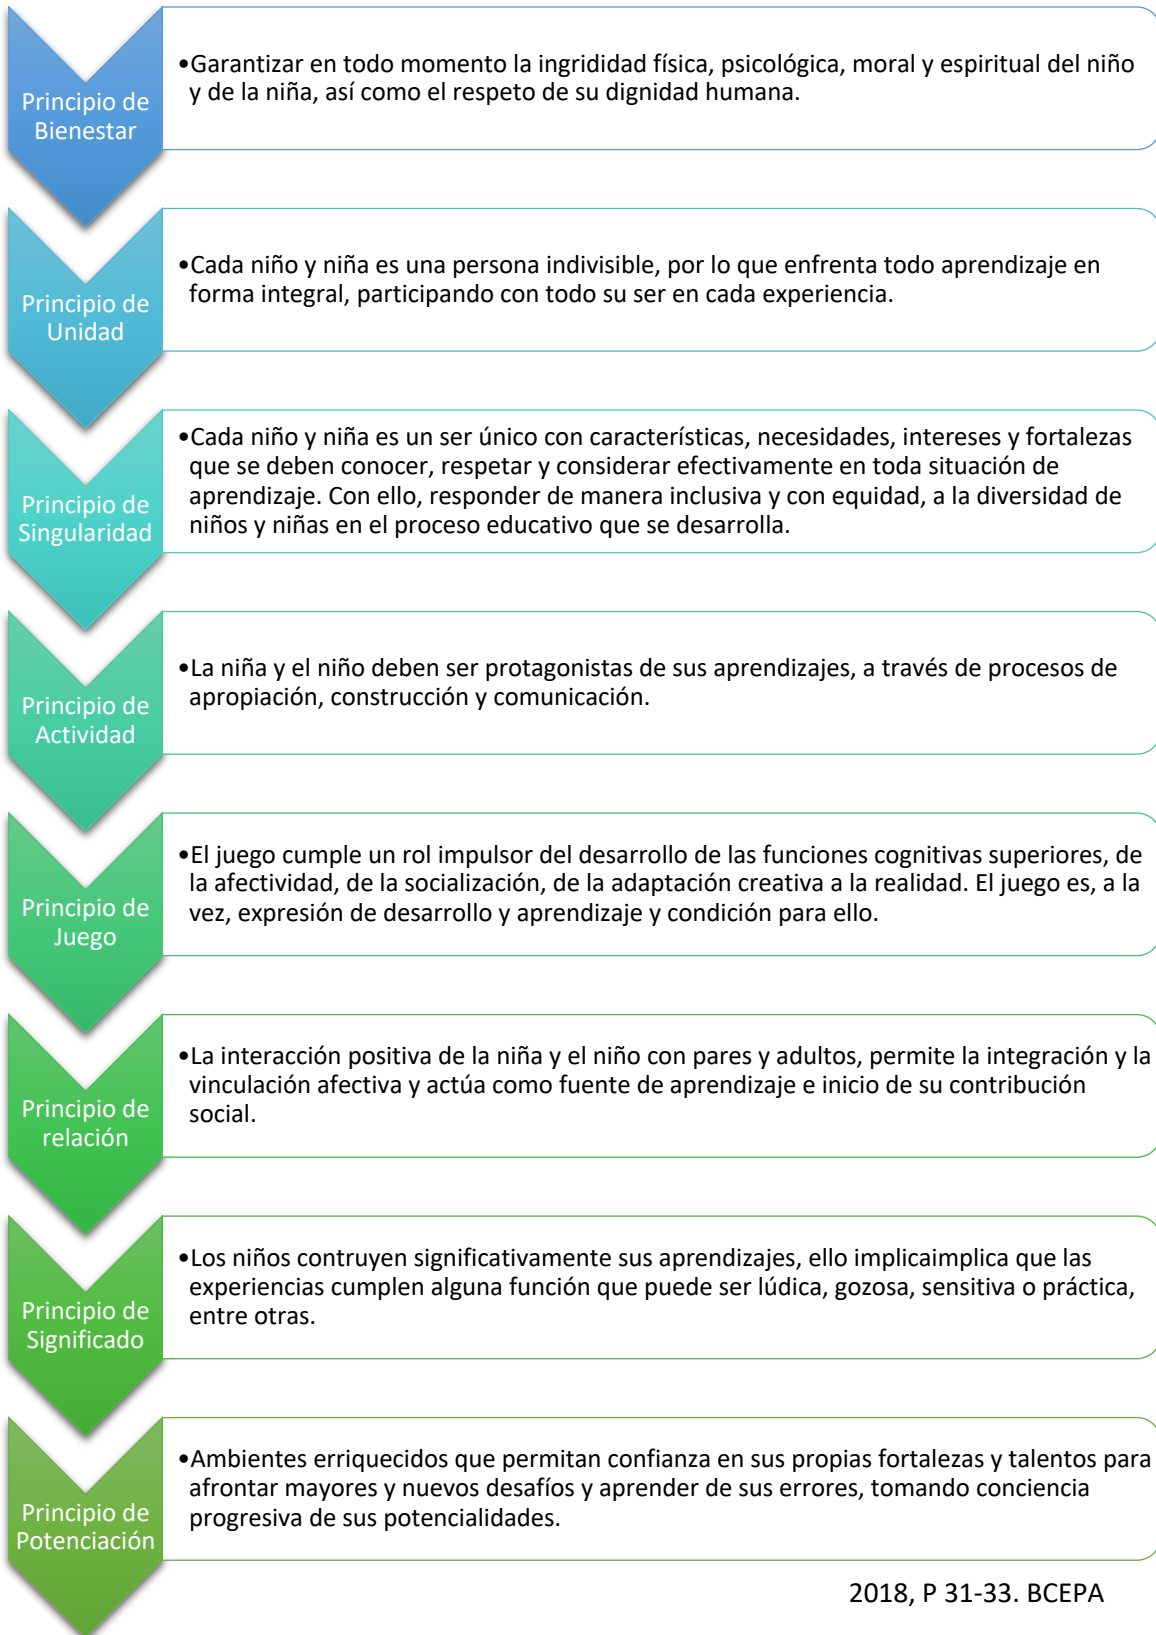 Principio de
Bienestar
•Garantizar en todo momento la ingrididad física, psicológica, moral y espiritual del niño
y de la niña, así como el respeto de su dignidad humana.
Principio de
Unidad
•Cada niño y niña es una persona indivisible, por lo que enfrenta todo aprendizaje en
forma integral, participando con todo su ser en cada experiencia.
Principio de
Singularidad
•Cada niño y niña es un ser único con características, necesidades, intereses y fortalezas
que se deben conocer, respetar y considerar efectivamente en toda situación de
aprendizaje. Con ello, responder de manera inclusiva y con equidad, a la diversidad de
niños y niñas en el proceso educativo que se desarrolla.
Principio de
Actividad
•La niña y el niño deben ser protagonistas de sus aprendizajes, a través de procesos de
apropiación, construcción y comunicación.
Principio de
Juego
•El juego cumple un rol impulsor del desarrollo de las funciones cognitivas superiores, de
la afectividad, de la socialización, de la adaptación creativa a la realidad. El juego es, a la
vez, expresión de desarrollo y aprendizaje y condición para ello.
Principio de
relación
•La interacción positiva de la niña y el niño con pares y adultos, permite la integración y la
vinculación afectiva y actúa como fuente de aprendizaje e inicio de su contribución
social.
Principio de
Significado
•Los niños contruyen significativamente sus aprendizajes, ello implicaimplica que las
experiencias cumplen alguna función que puede ser lúdica, gozosa, sensitiva o práctica,
entre otras.
Principio de
Potenciación
•Ambientes erriquecidos que permitan confianza en sus propias fortalezas y talentos para
afrontar mayores y nuevos desafíos y aprender de sus errores, tomando conciencia
progresiva de sus potencialidades.
2018, P 31-33. BCEPA